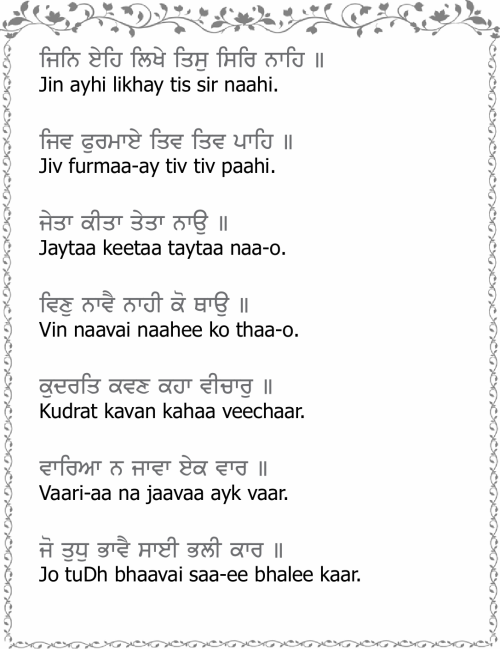 ਜਿਨਿ ਏਹਿ ਲਿਖੇ ਤਿਸੁ ਸਿਰਿ ਨਾਹਿ ॥
Jin ayhi likhay tis sir naahi.
ਜਿਵ ਫੁਰਮਾਏ ਤਿਵ ਤਿਵ ਪਾਹਿ ॥
Jiv furmaa-ay tiv tiv paahi.
ਜੇਤਾ ਕੀਤਾ ਤੇਤਾ ਨਾਉ ॥
Jaytaa keetaa taytaa naa-o.
ਵਿਣੁ ਨਾਵੈ ਨਾਹੀ ਕੋ ਥਾਉ ॥
Vin naavai naahee ko thaa-o.
ਕੁਦਰਤਿ ਕਵਣ ਕਹਾ ਵੀਚਾਰੁ ॥
Kudrat kavan kahaa veechaar.
ਵਾਰਿਆ ਨ ਜਾਵਾ ਏਕ ਵਾਰ ॥
Vaari-aa na jaavaa ayk vaar.
ਜੋ ਤੁਧੁ ਭਾਵੈ ਸਾਈ ਭਲੀ ਕਾਰ ॥
Jo tuDh bhaavai saa-ee bhalee kaar.